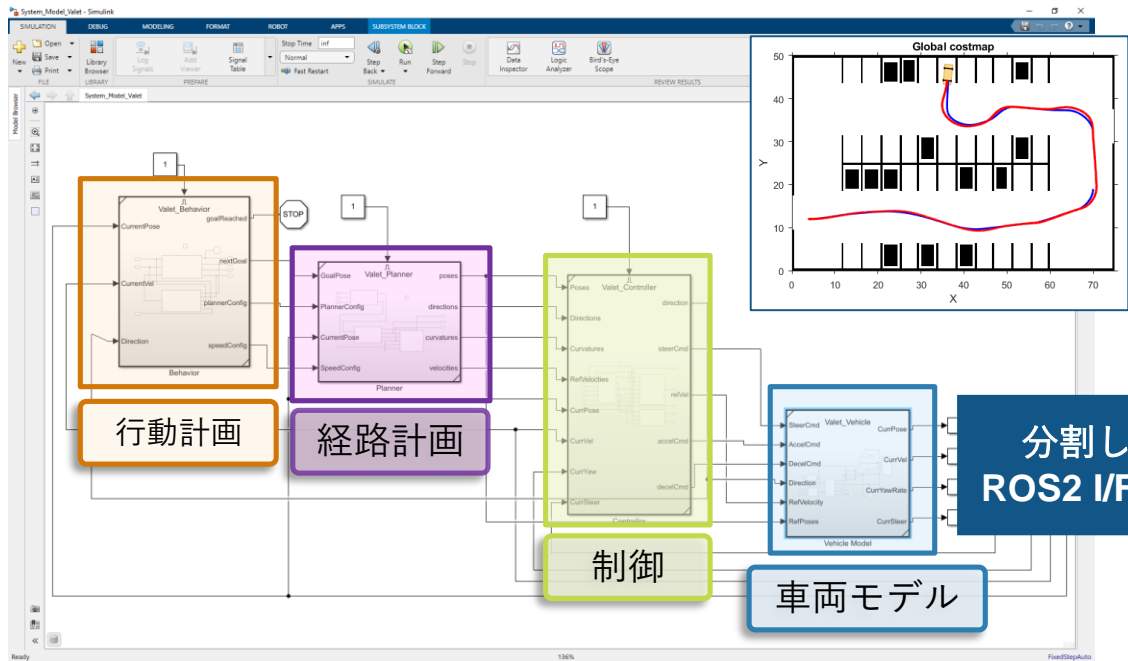 System_Model_Valet - Simulink
SIMULATION DEBUG MODELING FORMAT ROBOT APPS SUBSYSTEM BLOCK
New
Open
Save
Print
FILE
Library
Browser
LIBRARY
Log
Signals
Add
Viewer
Signal
Table
PREPARE
Stop Time inf
Normal
Fast Restart
Step
Back
Run
Step
Forward
Stop
SIMULATE
Data
Inspector
Logic
Analyzer
Bird's-Eye
Scope
REVIEW RESULTS
Model Browser
System_Model_Valet
Global costmap
50
40
30
20
10
0
Y
0 10 20 30 40 50 60 70
X
1
Valet_Behavior
goalReached
CurrentPose
nextGoal
CurrentVel
plannerConfig
Direction
speedConfig
Behavior
STOP
行動計画
1
Valet_Planner
GoalPose
poses
PlannerConfig
directions
CurrentPose
curvatures
SpeedConfig
velocities
Planner
経路計画
1
Valet_Controller
Poses
direction
Directions
Curvatures
steerCmd
RefVelocities
refVel
CurrPose
CurrVel
accelCmd
CurrYaw
decelCmd
CurrSteer
Controller
制御
Valet_Vehicle
SteerCmd
CurrPose
AccelCmd
DecelCmd
CurrVel
Direction
CurrYawRate
RefVelocity
RefPoses
CurrSteer
Vehicle Model
車両モデル
分割し
ROS2 I/F
Ready
136%
FixedStepAuto